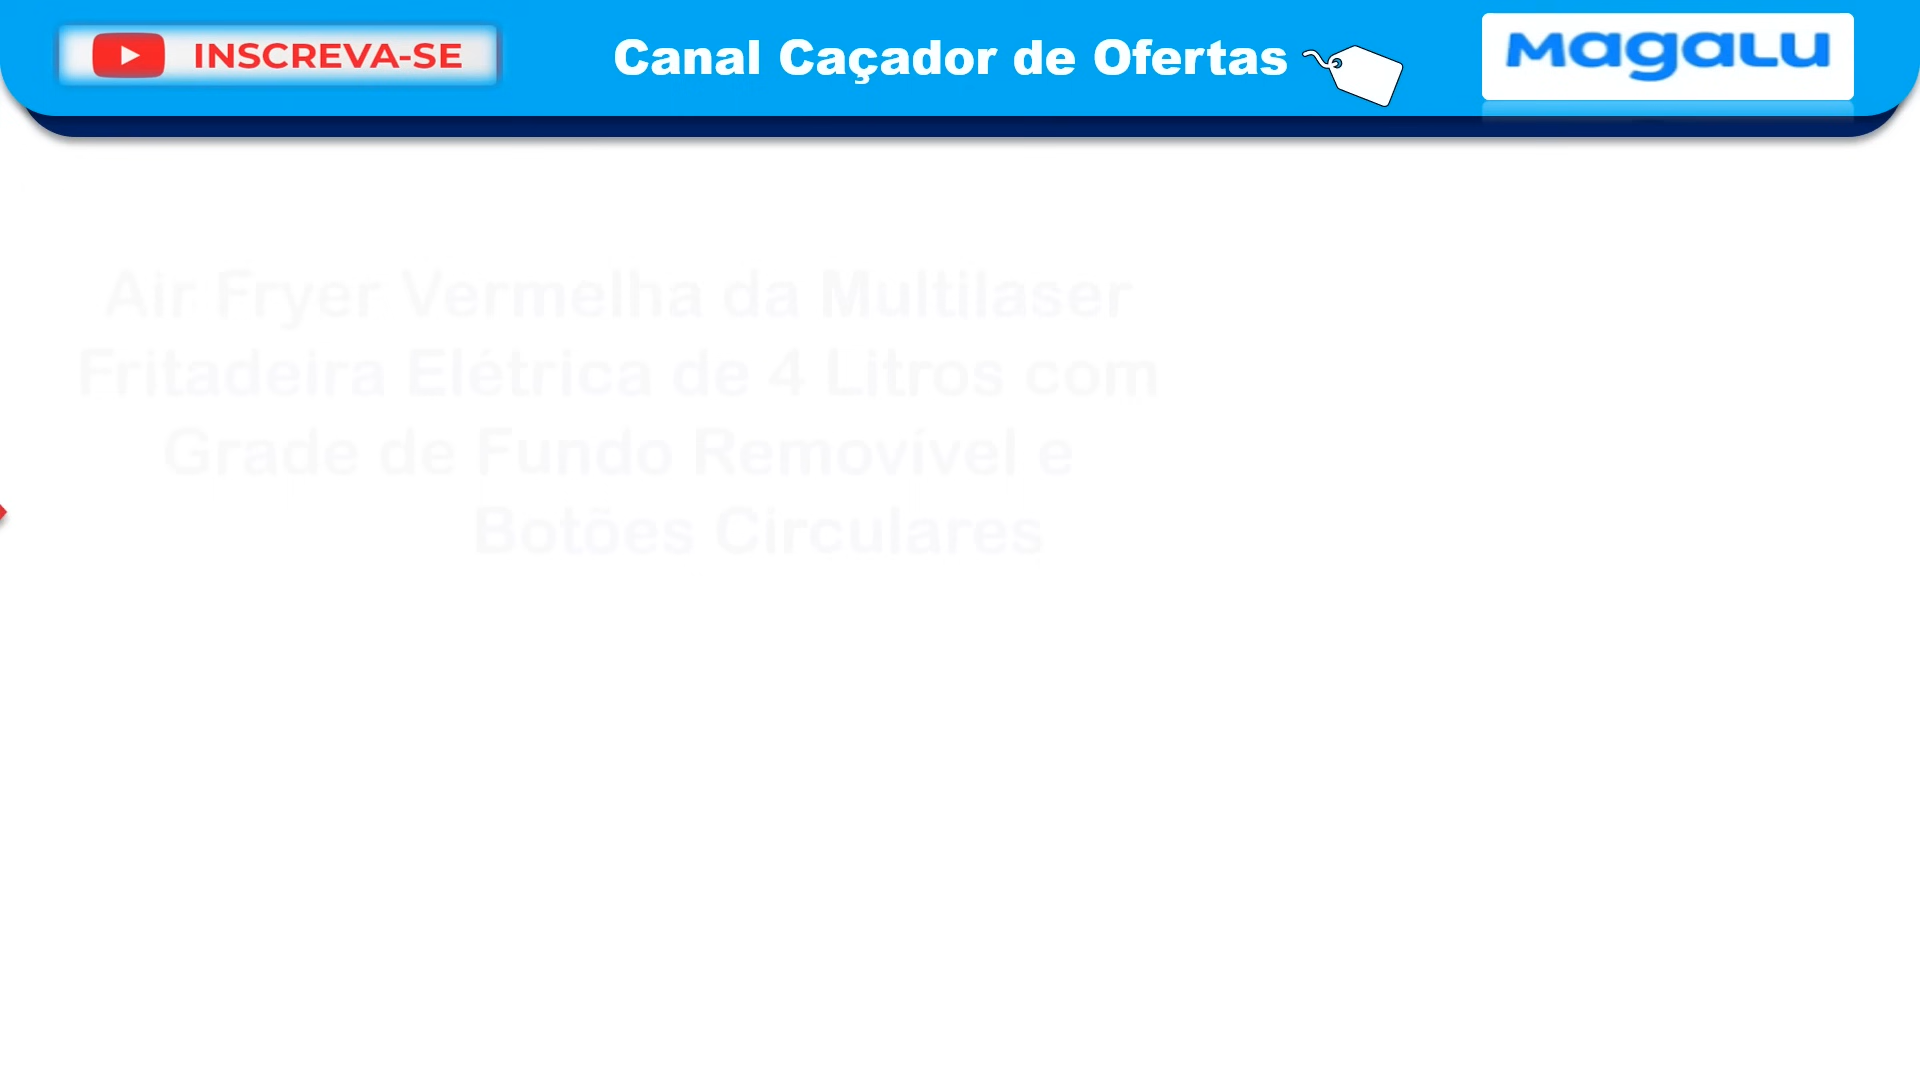 INSCREVA-SE
Canal Caçador de Ofertas
MagaLu
Air Fryer Vermelha da Multilaser
Fritadeira Elétrica de 4 Litros com
Grade de Fundo Removível e
Botões Circulares